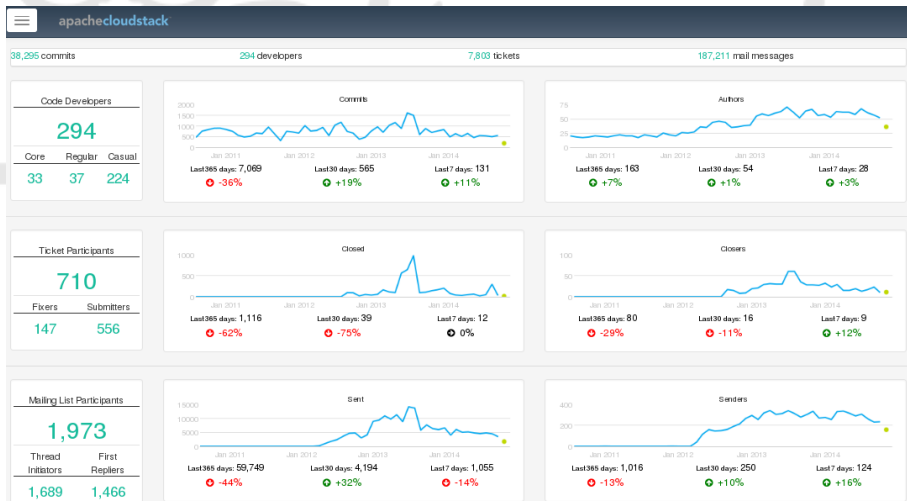 apachecloudstack
38,295 commits 294 developers 7,803 tickets 187,211 mail messages
Code Developers
294
Core Regular Casual
33 37 224
Commits
2000
1500
1000
500
0
Jan 2011 Jan 2012 Jan 2013 Jan 2014
Last365 days: 7,069 Last30 days: 565 Last7 days: 131
-36% +19% +11%
Authors
75
50
25
0
Jan 2011 Jan 2012 Jan 2013 Jan 2014
Last365 days: 163 Last30 days: 54 Last7 days: 28
+7% +1% +3%
Ticket Participants
710
Fixers Submitters
147 556
Closed
1000
500
0
Jan 2011 Jan 2012 Jan 2013 Jan 2014
Last365 days: 1,116 Last30 days: 39 Last7 days: 12
-62% -75% 0%
Closers
100
50
0
Jan 2011 Jan 2012 Jan 2013 Jan 2014
Last365 days: 80 Last30 days: 16 Last7 days: 9
-29% -11% +12%
Mailing List Participants
1,973
Thread First
Initiators Repliers
1,689 1,466
Sent
15000
10000
5000
0
Jan 2011 Jan 2012 Jan 2013 Jan 2014
Last365 days: 59,749 Last30 days: 4,194 Last7 days: 1,055
-44% +32% -14%
Senders
400
200
0
Jan 2011 Jan 2012 Jan 2013 Jan 2014
Last365 days: 1,016 Last30 days: 250 Last7 days: 124
-13% +10% +16%